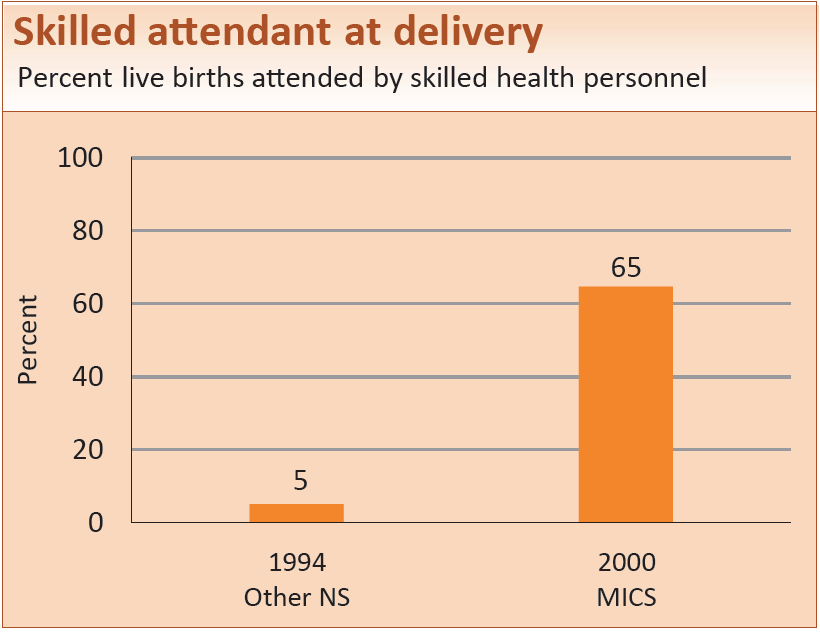 Skilled attendant at delivery
Percent live births attended by skilled health personnel
Percent
100
80
60
40
20
0
5
65
1994
Other NS
2000
MICS